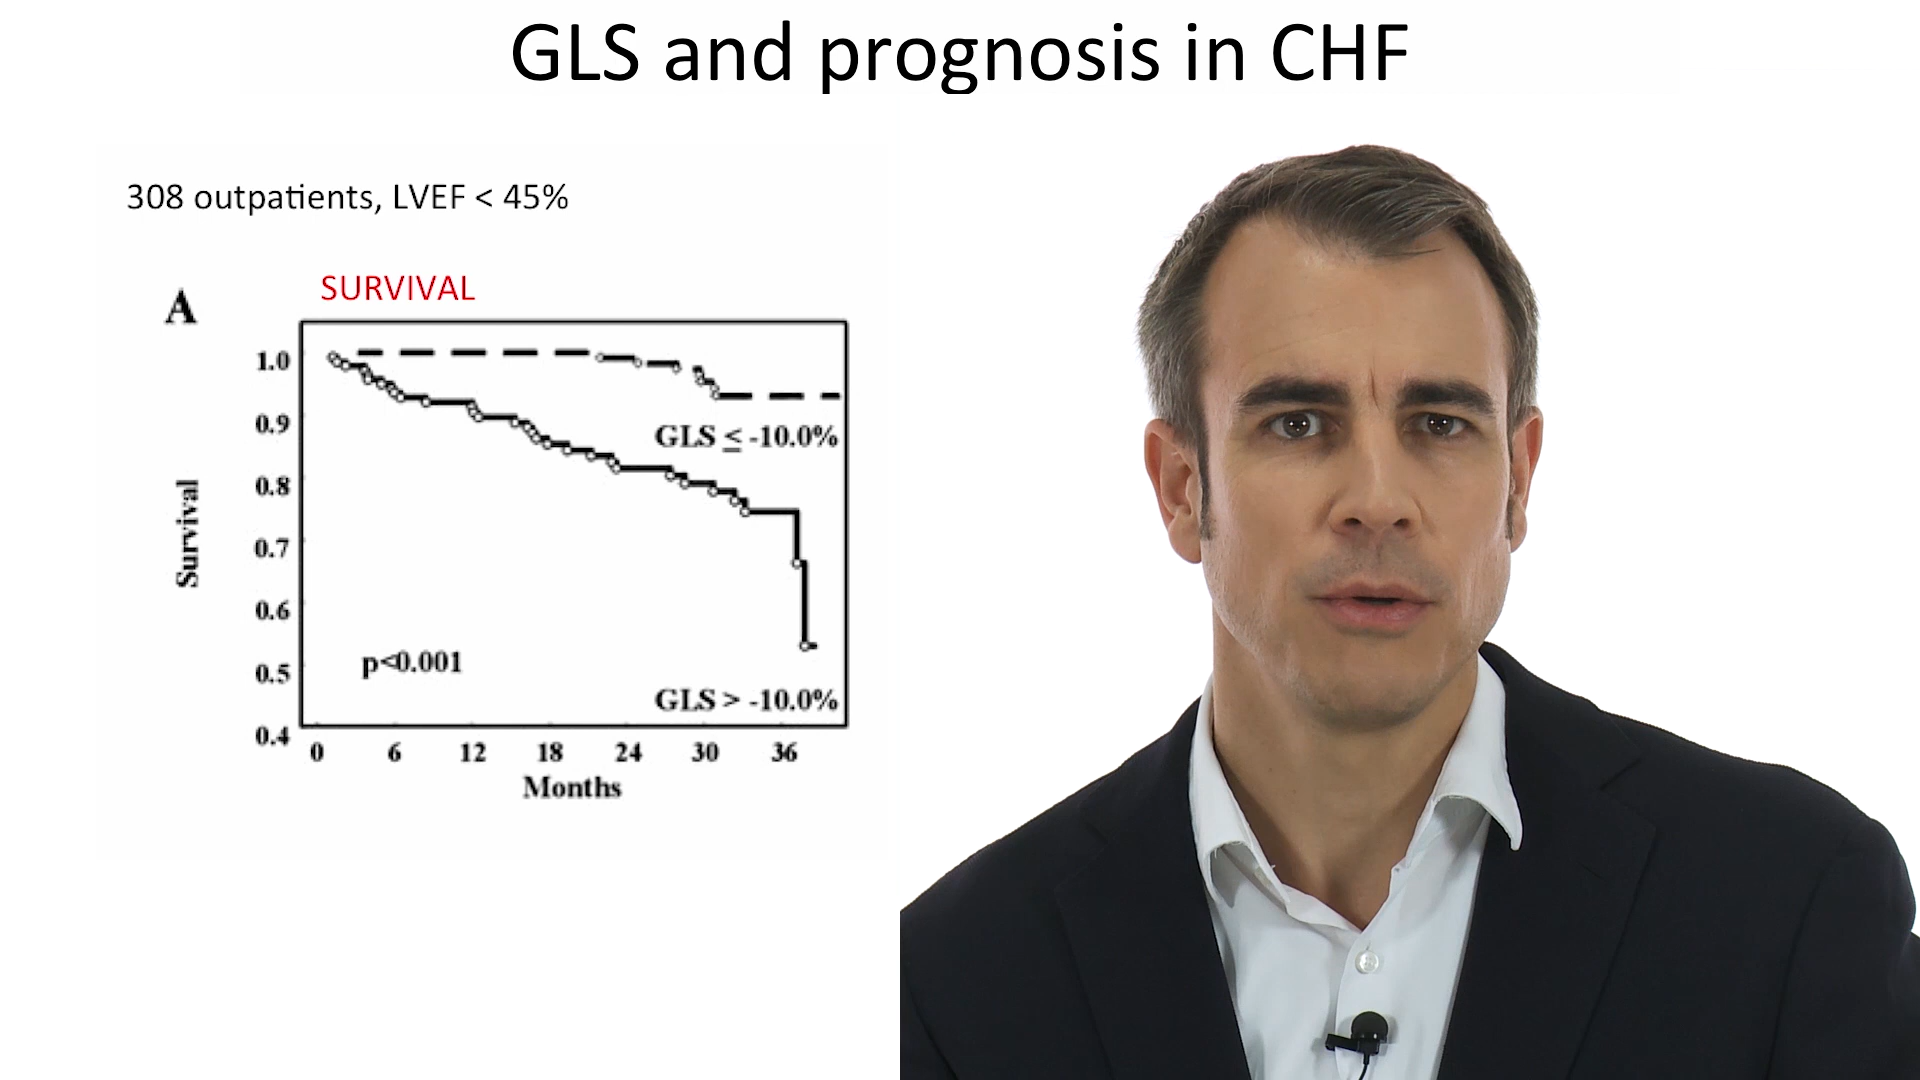 GLS and prognosis in CHF
308 outpatients, LVEF < 45%
SURVIVAL
A
1.0
0.9
0.8
0.7
0.6
0.5
0.4
Survival
GLS ≤ -10.0%
p<0.001
GLS > -10.0%
0 6 12 18 24 30 36
Months